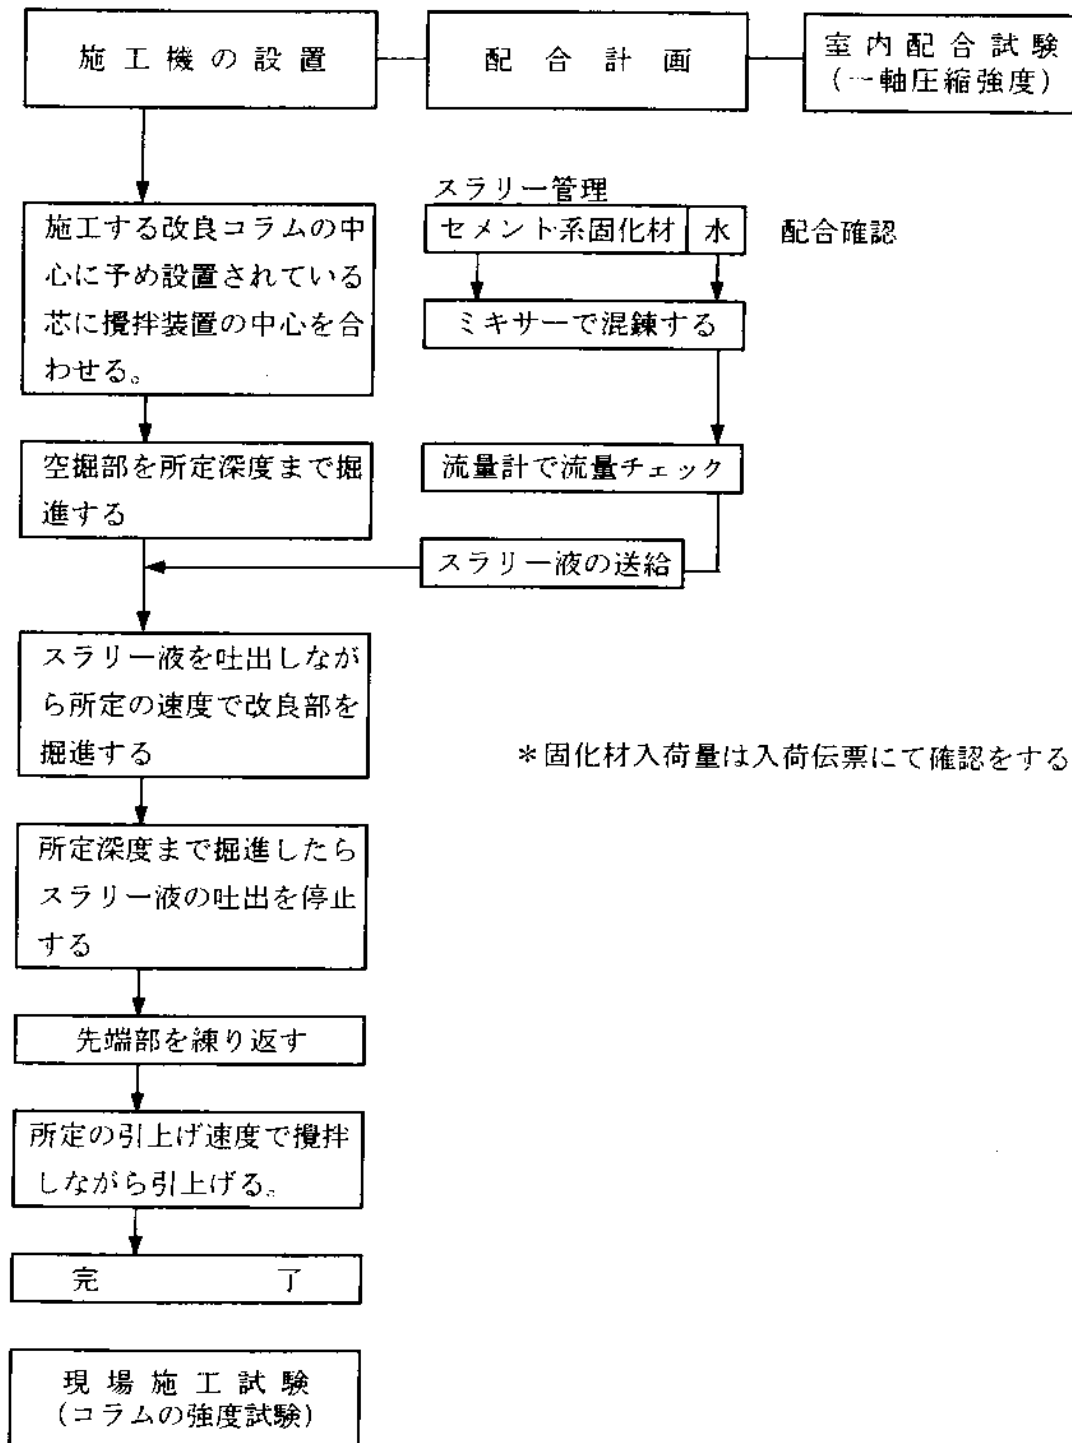 施工機の設置
配合計画
室内配合試験
(一軸圧縮強度)
施工する改良コラムの中
心に予め設置されている
芯に攪拌装置の中心を合
わせる。
スラリー管理
セメント系固化材
水
配合確認
ミキサーで混錬する
空掘部を所定深度まで掘
進する
流量計で流量チェック
スラリー液の送給
スラリー液を吐出しなが
ら所定の速度で改良部を
掘進する
*固化材入荷量は入荷伝票にて確認をする
所定深度まで掘進したら
スラリー液の吐出を停止
する
先端部を練り返す
所定の引上げ速度で攪拌
しながら引上げる。
完了
現場施工試験
(コラムの強度試験)